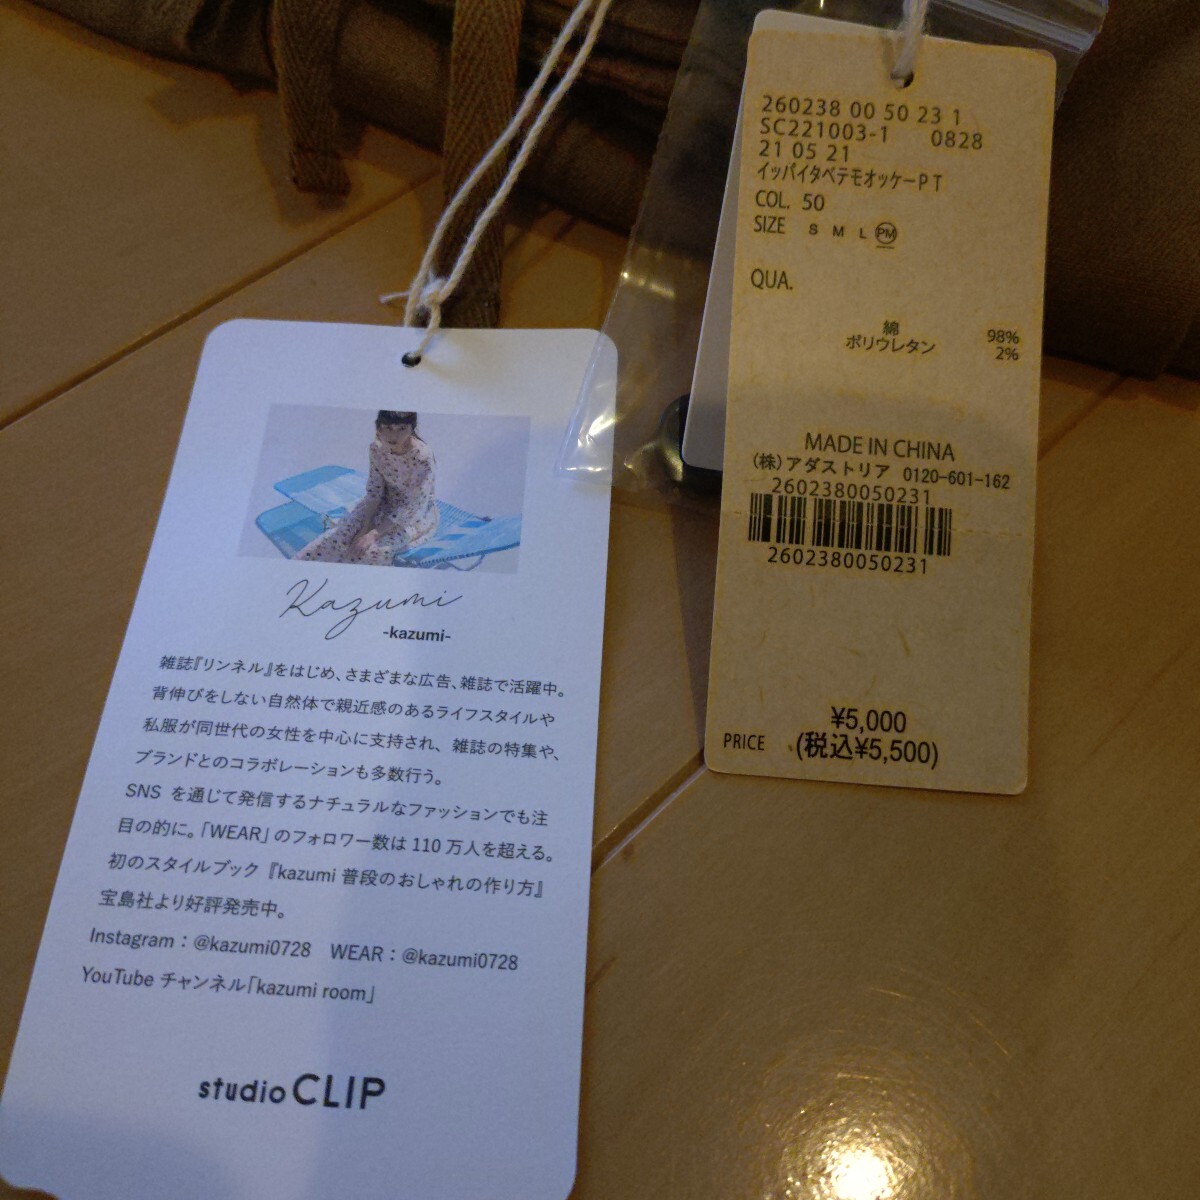 Kazumi
-kazumi-
雑誌『リンネル』をはじめ、さまざまな広告、雑誌で活躍中。
背伸びをしない自然体で親近感のあるライフスタイルや
私服が同世代の女性を中心に支持され、雑誌の特集や、
ブランドとのコラボレーションも多数行う。
SNS を通じて発信するナチュラルなファッションでも注
目の的に。「WEAR」のフォロワー数は 110 万人を超える。
初のスタイルブック『kazumi 普段のおしゃれの作り方』
宝島社より好評発売中。
Instagram：@kazumi0728 WEAR：@kazumi0728
YouTube チャンネル「kazumi room」
studio CLIP
260238 00 50 23 1
SC221003-1 0828
21 05 21
イッパイタベテモオッケーPT
COL. 50
SIZE S M L PM
QUA.
綿 98%
ポリウレタン 2%
MADE IN CHINA
(株)アダストリア 0120-601-162
2602380050231
2602380050231
¥5,000
PRICE (税込¥5,500)